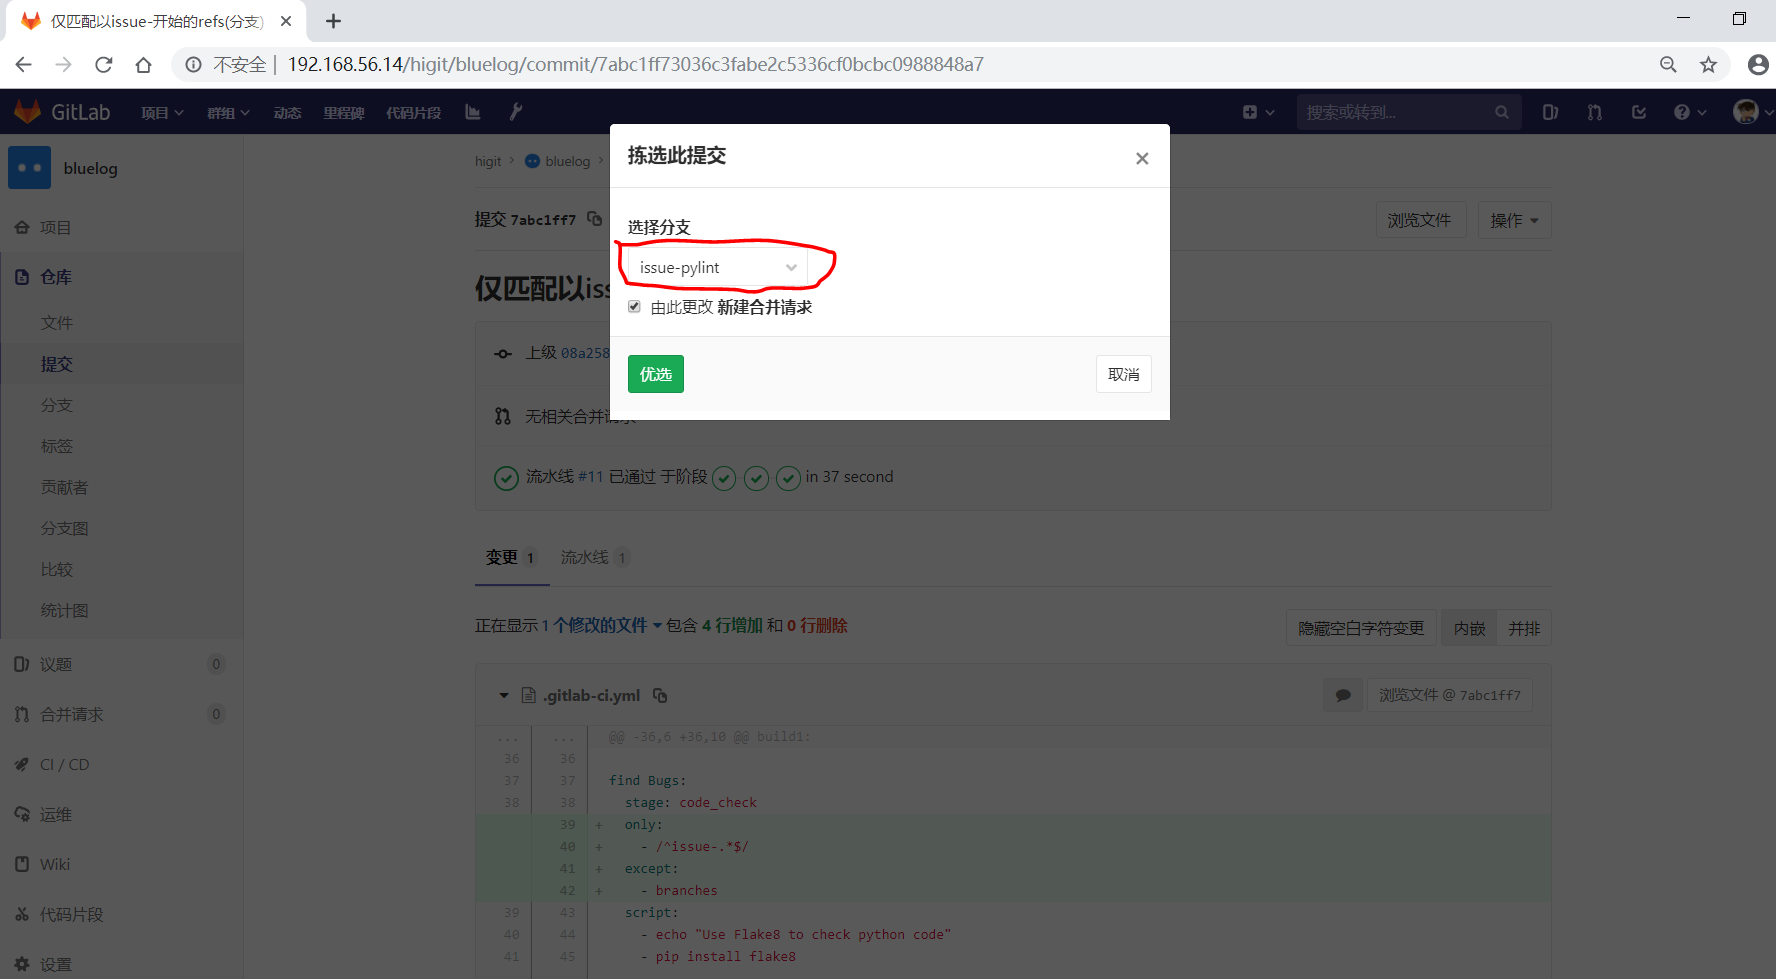 仅匹配以issue-开始的refs(分支)
不安全 | 192.168.56.14/higit/bluelog/commit/7abc1ff73036c3fabe2c5336cf0bcbc0988848a7
GitLab 项目 群组 动态 里程碑 代码片段 搜索或转到...
bluelog
项目
仓库
文件
提交
分支
标签
贡献者
分支图
比较
统计图
议题 0
合并请求 0
CI / CD
运维
Wiki
代码片段
设置
higit > bluelog >
提交 7abc1ff7 浏览文件 操作
仅匹配以iss
拣选此提交
选择分支
issue-pylint
由此更改 新建合并请求
优选 取消
上级 08a258
无相关合并请求
流水线 #11 已通过 于阶段 in 37 second
变更 1 流水线 1
正在显示 1 个修改的文件 包含 4 行增加 和 0 行删除 隐藏空白字符变更 内嵌 并排
.gitlab-ci.yml 浏览文件 @ 7abc1ff7
... ... @@ -36,6 +36,10 @@ build1:
36 36
37 37 find Bugs:
38 38 stage: code_check
39 + only:
40 + - /^issue-.*$/
41 + except:
42 + - branches
39 43 script:
40 44 - echo "Use Flake8 to check python code"
41 45 - pip install flake8